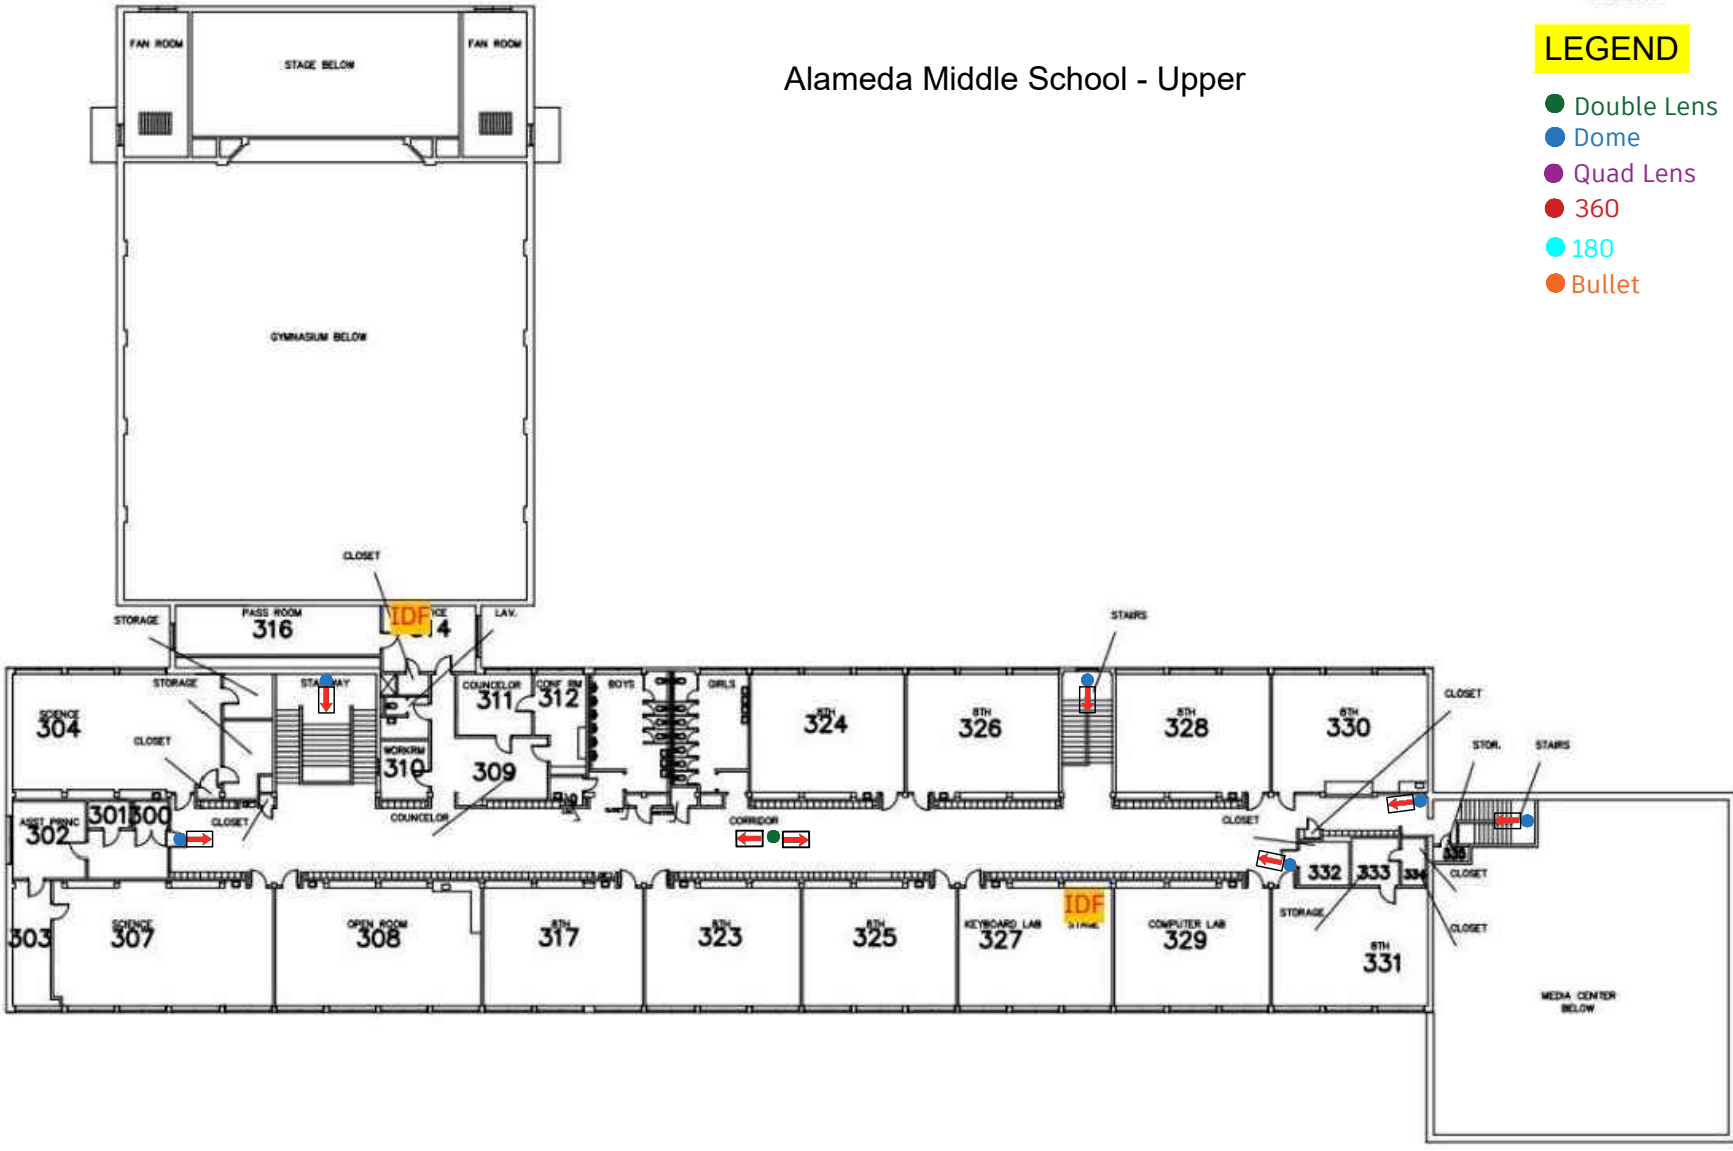 Alameda Middle School - Upper
LEGEND
Double Lens
Dome
Quad Lens
360
180
Bullet
FAN ROOM
STAGE BELOW
FAN ROOM
GYMNASIUM BELOW
CLOSET
STORAGE
PASS ROOM
316
IDF
14
LAV.
STAIRS
STORAGE
SCIENCE
304
CLOSET
COUNCELOR
311
CONF RM
312
BOYS
GIRLS
8TH
324
8TH
326
8TH
328
8TH
330
CLOSET
STOR.
STAIRS
WORKRM
310
309
ASST PRINC
302
301
300
CLOSET
COUNCELOR
CORRIDOR
CLOSET
332
333
334
335
CLOSET
STORAGE
CLOSET
303
SCIENCE
307
OPEN ROOM
308
8TH
317
8TH
323
8TH
325
KEYBOARD LAB
327
IDF
COMPUTER LAB
329
8TH
331
MEDIA CENTER
BELOW